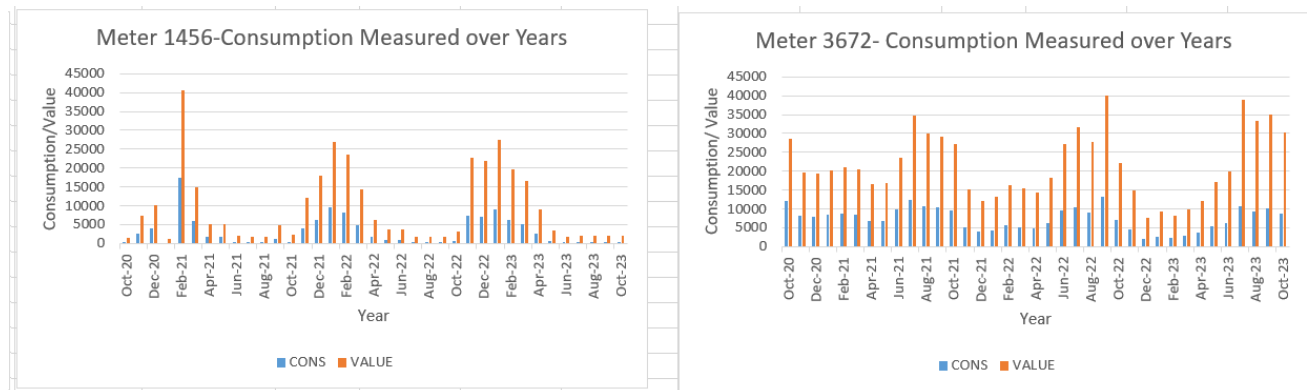 Meter 1456-Consumption Measured over Years
Consumption/Value
45000
40000
35000
30000
25000
20000
15000
10000
5000
0
Oct-20
Dec-20
Feb-21
Apr-21
Jun-21
Aug-21
Oct-21
Dec-21
Feb-22
Apr-22
Jun-22
Aug-22
Oct-22
Dec-22
Feb-23
Apr-23
Jun-23
Aug-23
Oct-23
Year
CONS VALUE
Meter 3672- Consumption Measured over Years
Consumption/ Value
45000
40000
35000
30000
25000
20000
15000
10000
5000
0
Oct-20
Dec-20
Feb-21
Apr-21
Jun-21
Aug-21
Oct-21
Dec-21
Feb-22
Apr-22
Jun-22
Aug-22
Oct-22
Dec-22
Feb-23
Apr-23
Jun-23
Aug-23
Oct-23
Year
CONS VALUE